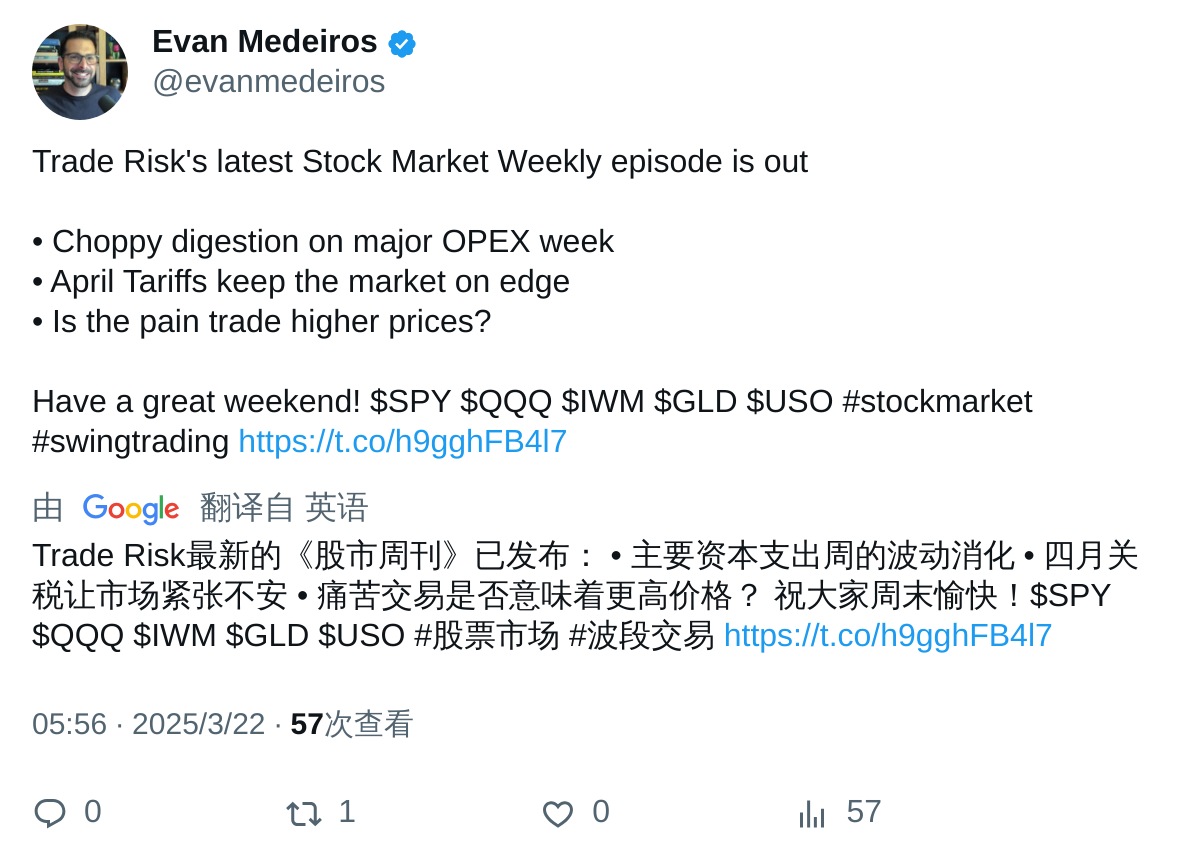 Evan Medeiros
@evanmedeiros
Trade Risk's latest Stock Market Weekly episode is out
• Choppy digestion on major OPEX week
• April Tariffs keep the market on edge
• Is the pain trade higher prices?
Have a great weekend! $SPY $QQQ $IWM $GLD $USO #stockmarket
#swingtrading https://t.co/h9gghFB4l7
由 Google 翻译自 英语
Trade Risk最新的《股市周刊》已发布： • 主要资本支出周的波动消化 • 四月关
税让市场紧张不安 • 痛苦交易是否意味着更高价格？ 祝大家周末愉快！$SPY
$QQQ $IWM $GLD $USO #股票市场 #波段交易 https://t.co/h9gghFB4l7
05:56 · 2025/3/22 · 57次查看
0 1 0 57